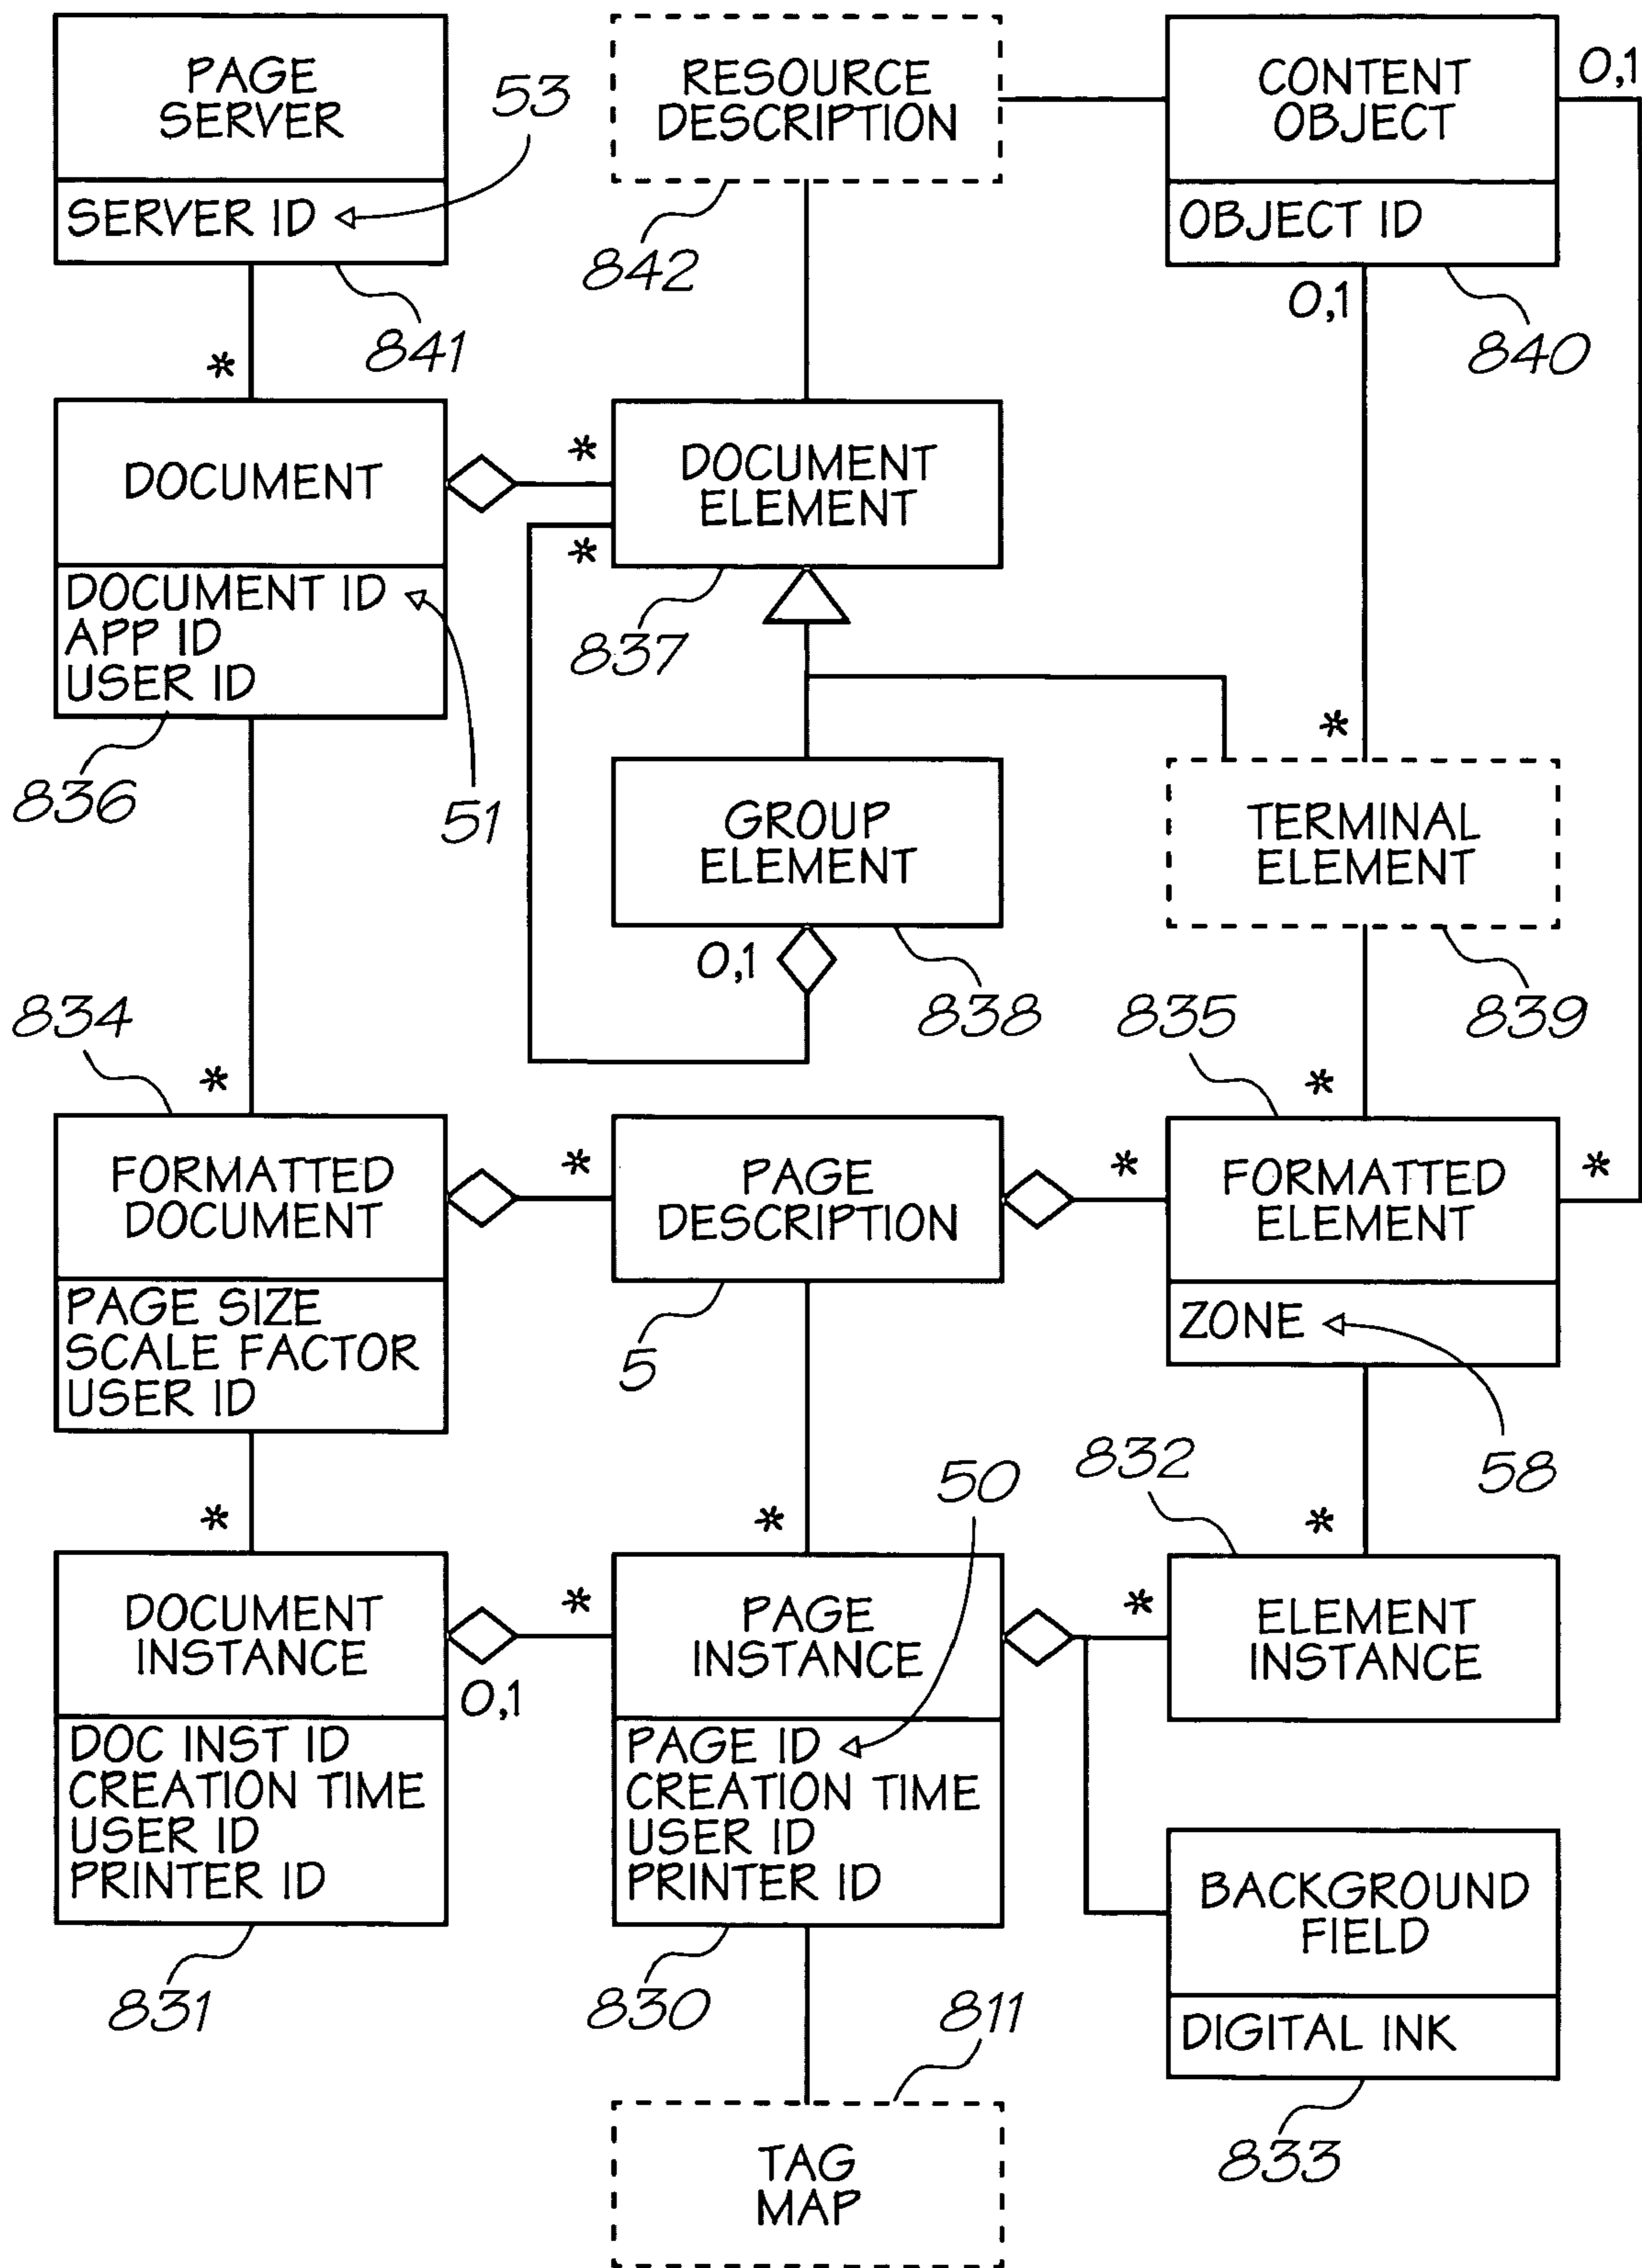 PAGE
SERVER
53
SERVER ID
841
RESOURCE
DESCRIPTION
842
CONTENT
OBJECT
0,1
OBJECT ID
0,1
840
*
DOCUMENT
DOCUMENT ID
APP ID
USER ID
836
51
*
DOCUMENT
ELEMENT
*
837
GROUP
ELEMENT
0,1
838
*
TERMINAL
ELEMENT
839
834
*
FORMATTED
DOCUMENT
PAGE SIZE
SCALE FACTOR
USER ID
*
PAGE
DESCRIPTION
5
835
*
*
FORMATTED
ELEMENT
*
ZONE
58
*
DOCUMENT
INSTANCE
0,1
DOC INST ID
CREATION TIME
USER ID
PRINTER ID
831
50
*
*
PAGE
INSTANCE
PAGE ID
CREATION TIME
USER ID
PRINTER ID
830
832
*
*
ELEMENT
INSTANCE
BACKGROUND
FIELD
DIGITAL INK
833
811
TAG
MAP